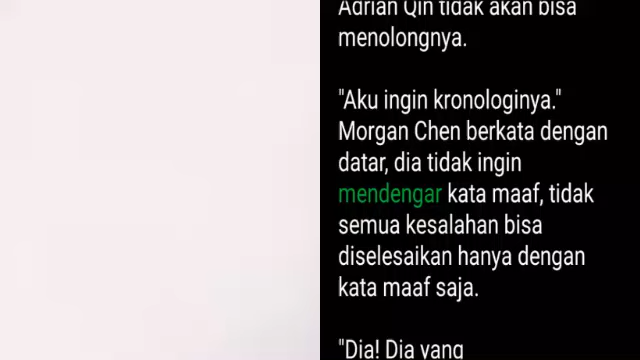 Adrian Qin tidak akan bisa
menolongnya.
"Aku ingin kronologinya."
Morgan Chen berkata dengan
datar, dia tidak ingin
mendengar kata maaf, tidak
semua kesalahan bisa
diselesaikan hanya dengan
kata maaf saja.
"Dia! Dia yang